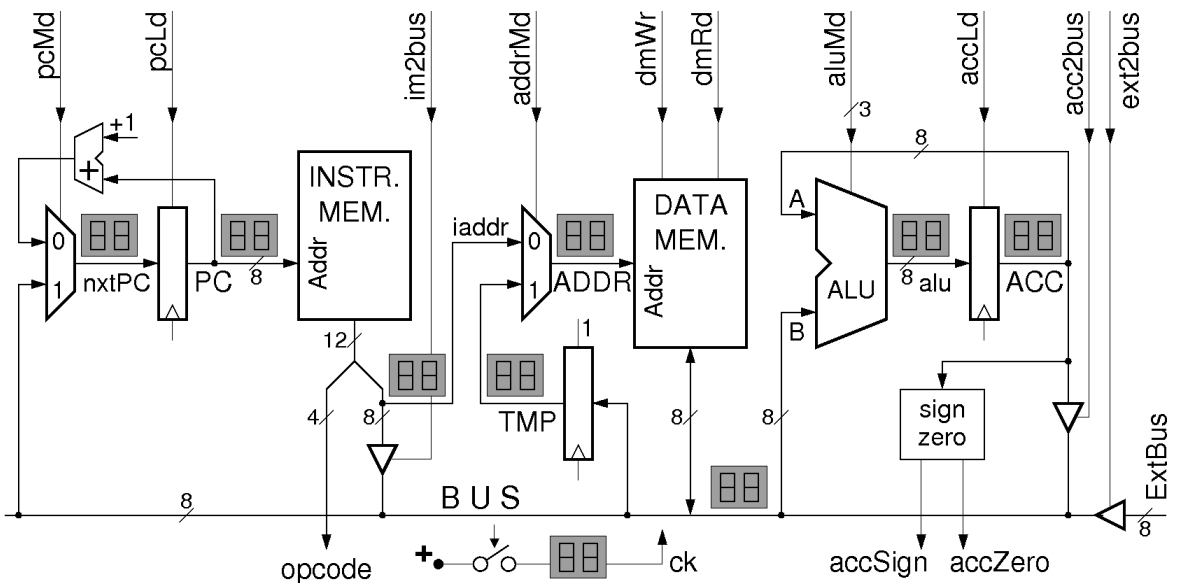 pcMd
pcLd
im2bus
addrMd
dmWr
dmRd
aluMd
accLd
acc2bus
ext2bus
+1
3
8
+
INSTR.
MEM.
Addr
DATA
MEM.
Addr
iaddr
A
B
ALU
0
1
nxtPC
PC
8
0
1
ADDR
8
alu
ACC
12
1
4
8
TMP
8
8
sign
zero
ExtBus
8
BUS
8
opcode
+
ck
accSign
accZero